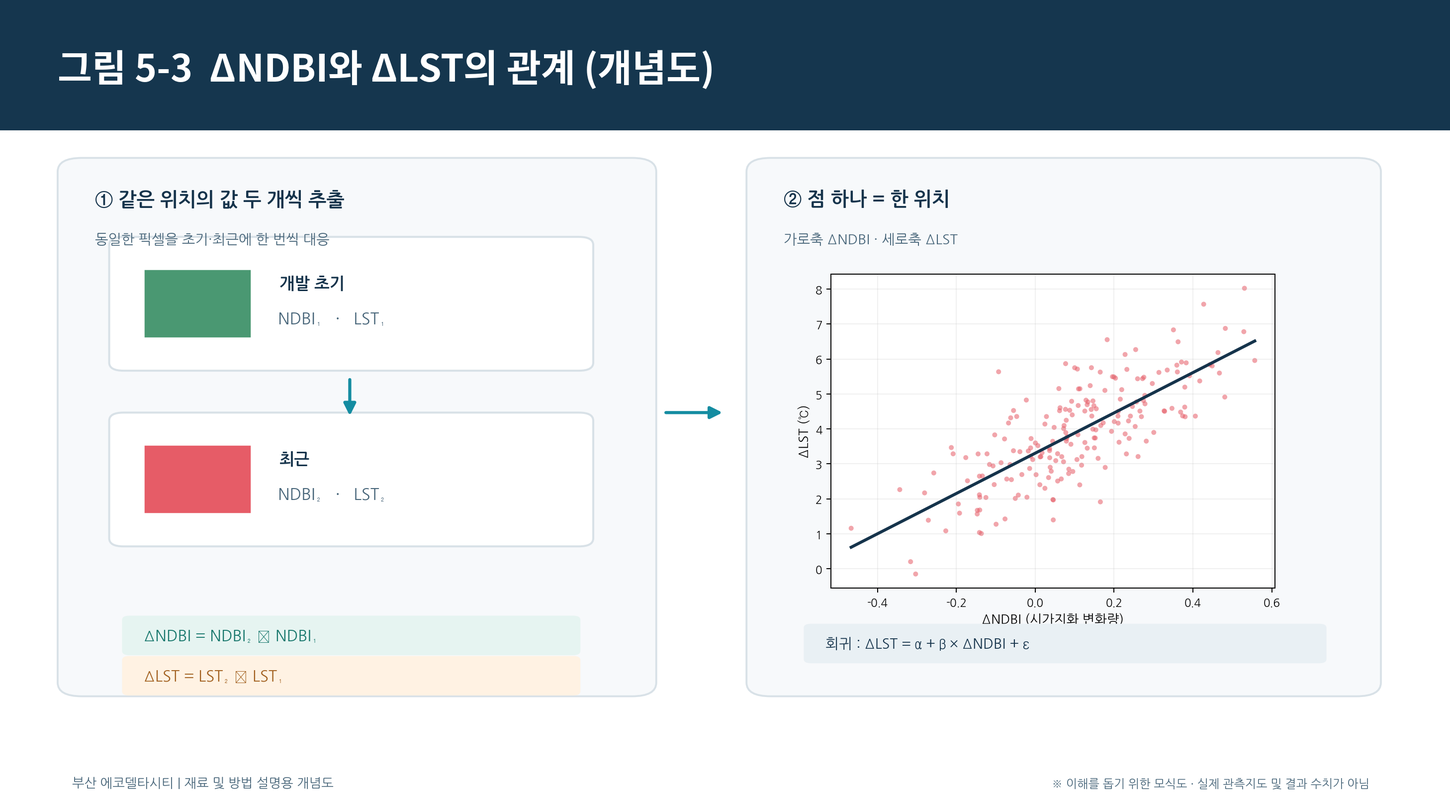 그림 5-3 ΔNDBI와 ΔLST의 관계 (개념도)
① 같은 위치의 값 두 개씩 추출
동일한 픽셀을 초기·최근에 한 번씩 대응
개발 초기
NDBI₁ · LST₁
최근
NDBI₂ · LST₂
ΔNDBI = NDBI₂ ☒ NDBI₁
ΔLST = LST₂ ☒ LST₁
② 점 하나 = 한 위치
가로축 ΔNDBI · 세로축 ΔLST
ΔLST (℃)
8
7
6
5
4
3
2
1
0
-0.4 -0.2 0.0 0.2 0.4 0.6
ΔNDBI (시가지화 변화량)
회귀 : ΔLST = α + β × ΔNDBI + ε
부산 에코델타시티 | 재료 및 방법 설명용 개념도
※ 이해를 돕기 위한 모식도 · 실제 관측지도 및 결과 수치가 아님